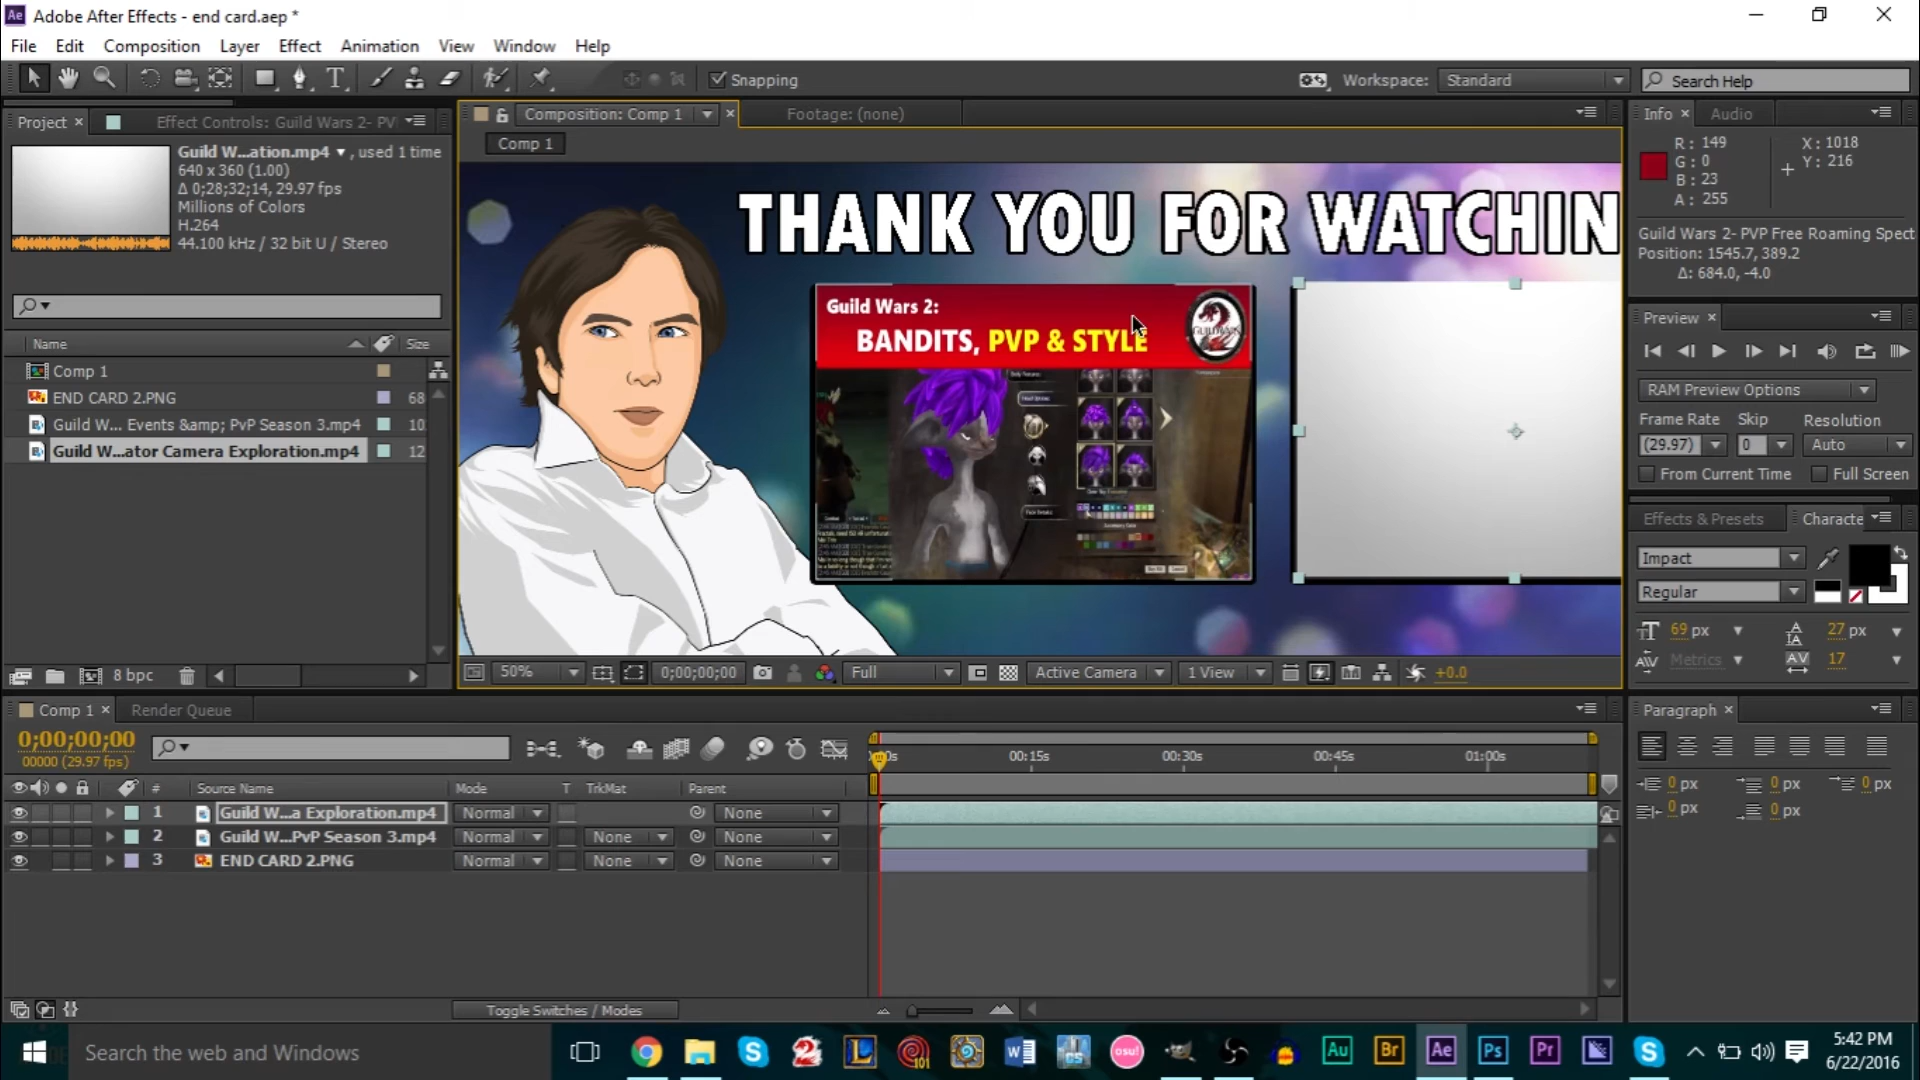 Ae Adobe After Effects - end card.aep *
File Edit Composition Layer Effect Animation View Window Help
Snapping
Workspace: Standard
Search Help
Project × Effect Controls: Guild Wars 2- PV
Composition: Comp 1
Footage: (none)
Info × Audio
Comp 1
Guild W...ation.mp4 ▾, used 1 time
640 x 360 (1.00)
Δ 0;28;32;14, 29.97 fps
Millions of Colors
H.264
44.100 kHz / 32 bit U / Stereo
R: 149
G: 0
B: 23
A: 255
X: 1018
Y: 216
Guild Wars 2- PVP Free Roaming Spect
Position: 1545.7, 389.2
Δ: 684.0, -4.0
THANK YOU FOR WATCHIN
Guild Wars 2:
BANDITS, PVP & STYLE
Name Size
Comp 1
END CARD 2.PNG 68
Guild W... Events &amp; PvP Season 3.mp4 10
Guild W...ator Camera Exploration.mp4 12
8 bpc
Preview ×
RAM Preview Options
Frame Rate Skip Resolution
(29.97) 0 Auto
From Current Time Full Screen
Effects & Presets Characte
Impact
Regular
69 px 27 px
Metrics 17
50% 0;00;00;00 Full Active Camera 1 View +0.0
Comp 1 × Render Queue
0;00;00;00
00000 (29.97 fps)
00:15s 00:30s 00:45s 01:00s
# Source Name Mode T TrkMat Parent
1 Guild W...a Exploration.mp4 Normal None
2 Guild W...PvP Season 3.mp4 Normal None None
3 END CARD 2.PNG Normal None None
Toggle Switches / Modes
Paragraph ×
0 px 0 px 0 px
0 px 0 px
Search the web and Windows
osu! Au Br Ae Ps Pr
5:42 PM
6/22/2016